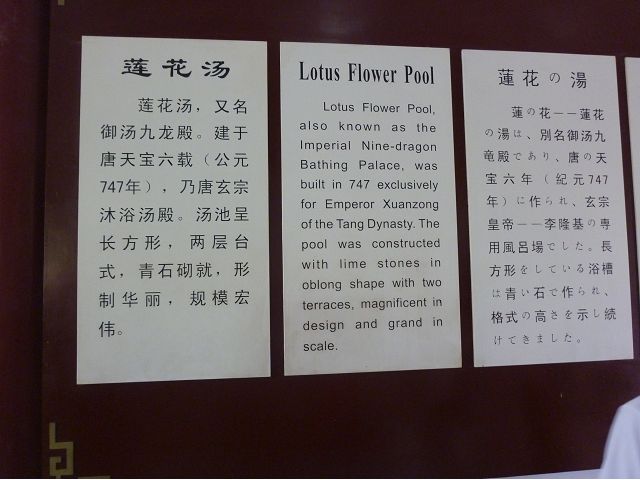 莲花汤
莲花汤，又名
御汤九龙殿。建于
唐天宝六载（公元
747年），乃唐玄宗
沐浴汤殿。汤池呈
长方形，两层台
式，青石砌就，形
制华丽，规模宏
伟。
Lotus Flower Pool
Lotus Flower Pool,
also known as the
Imperial Nine-dragon
Bathing Palace, was
built in 747 exclusively
for Emperor Xuanzong
of the Tang Dynasty. The
pool was constructed
with lime stones in
oblong shape with two
terraces, magnificent in
design and grand in
scale.
蓮花の湯
蓮の花——蓮花
の湯は、別名御汤九
竜殿であり、唐の天
宝六年（紀元747
年）に作られ、玄宗
皇帝——李隆基の専
用風呂場でした。長
方形をしている浴槽
は青い石で作られ、
格式の高さを示し続
けてきました。